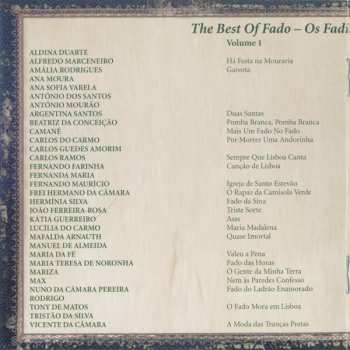 The Best Of Fado – Os Fadi
Volume 1
ALDINA DUARTE
ALFREDO MARCENEIRO Há Festa na Mouraria
AMÁLIA RODRIGUES Gaivota
ANA MOURA
ANA SOFIA VARELA
ANTÓNIO DOS SANTOS
ANTÓNIO MOURÃO
ARGENTINA SANTOS Duas Santas
BEATRIZ DA CONCEIÇÃO Pomba Branca, Pomba Branca
CAMANÉ Mais Um Fado No Fado
CARLOS DO CARMO Por Morrer Uma Andorinha
CARLOS GUEDES AMORIM
CARLOS RAMOS Sempre Que Lisboa Canta
FERNANDO FARINHA Canção de Lisboa
FERNANDA MARIA
FERNANDO MAURÍCIO Igreja de Santo Estevão
FREI HERMANO DA CÂMARA O Rapaz da Camisola Verde
HERMÍNIA SILVA Fado da Sina
JOÃO FERREIRA-ROSA Triste Sorte
KÁTIA GUERREIRO Asas
LUCÍLIA DO CARMO Maria Madalena
MAFALDA ARNAUTH Quase Imortal
MANUEL DE ALMEIDA
MARIA DA FÉ Valeu a Pena
MARIA TERESA DE NORONHA Fado das Horas
MARIZA Ó Gente da Minha Terra
MAX Nem às Paredes Confesso
NUNO DA CÂMARA PEREIRA Fado do Ladrão Enamorado
RODRIGO
TONY DE MATOS O Fado Mora em Lisboa
TRISTÃO DA SILVA
VICENTE DA CÂMARA A Moda das Tranças Pretas